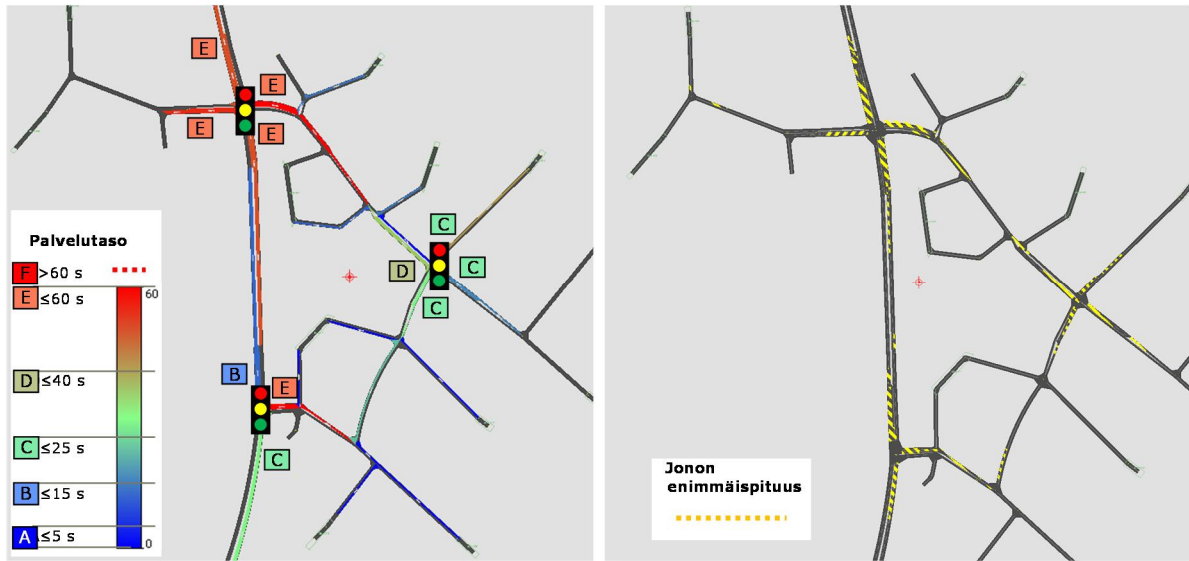 E
E
E
E
Palvelutaso
F >60 s
60
E ≤60 s
D ≤40 s
C ≤25 s
B ≤15 s
A ≤5 s
0
C
C
D
C
B
E
C
Jonon
enimmäispituus